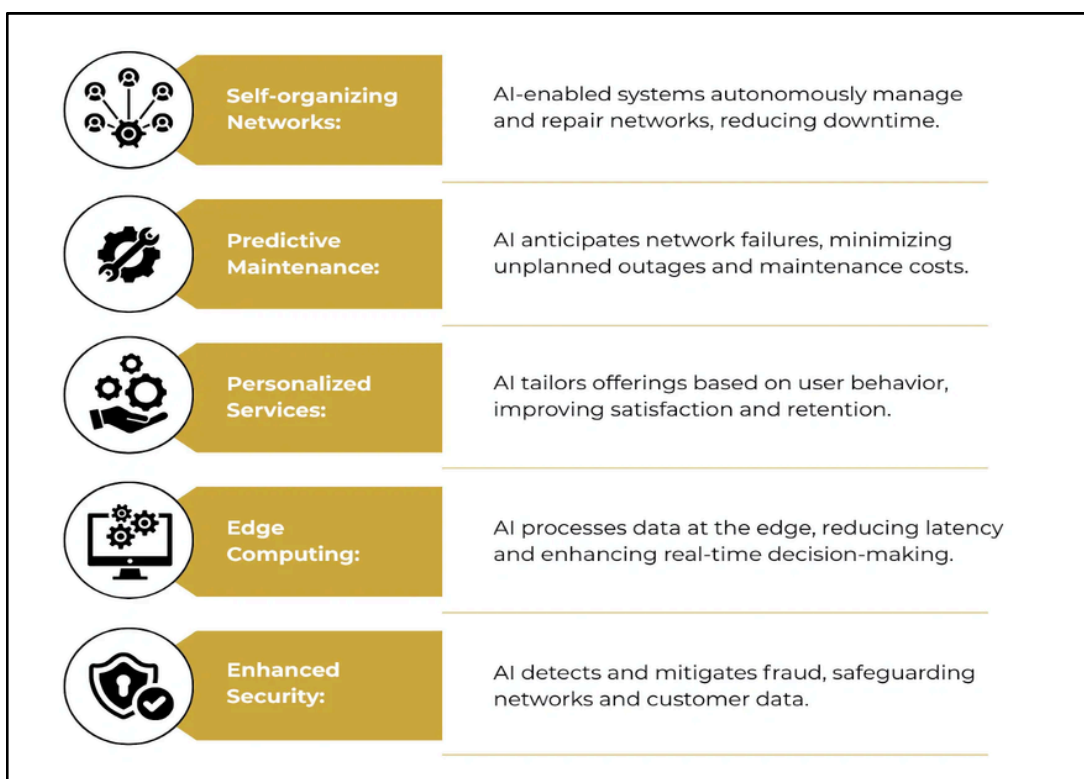 Self-organizing
Networks:
AI-enabled systems autonomously manage
and repair networks, reducing downtime.
Predictive
Maintenance:
AI anticipates network failures, minimizing
unplanned outages and maintenance costs.
Personalized
Services:
AI tailors offerings based on user behavior,
improving satisfaction and retention.
Edge
Computing:
AI processes data at the edge, reducing latency
and enhancing real-time decision-making.
Enhanced
Security:
AI detects and mitigates fraud, safeguarding
networks and customer data.